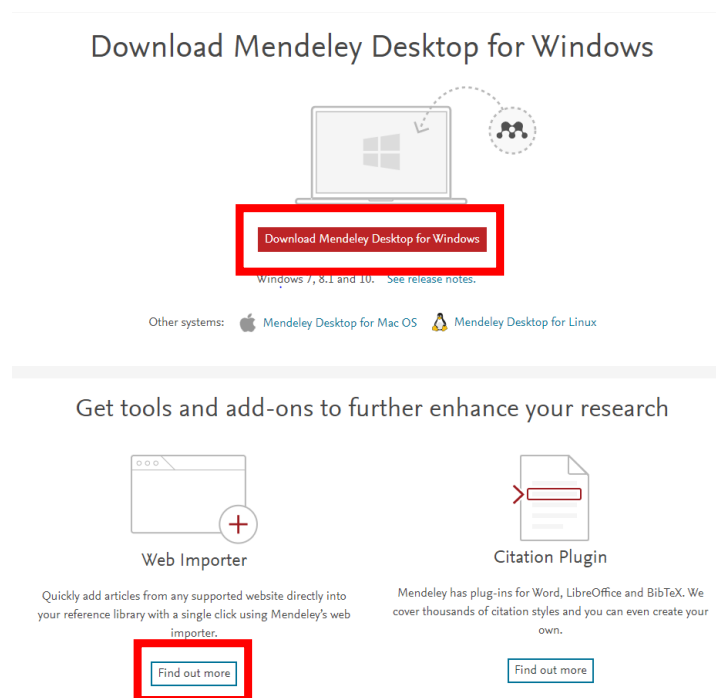 Download Mendeley Desktop for Windows
Download Mendeley Desktop for Windows
Windows 7, 8.1 and 10. See release notes.
Other systems: Mendeley Desktop for Mac OS Mendeley Desktop for Linux
Get tools and add-ons to further enhance your research
Web Importer
Quickly add articles from any supported website directly into
your reference library with a single click using Mendeley's web
importer.
Find out more
Citation Plugin
Mendeley has plug-ins for Word, LibreOffice and BibTeX. We
cover thousands of citation styles and you can even create your
own.
Find out more